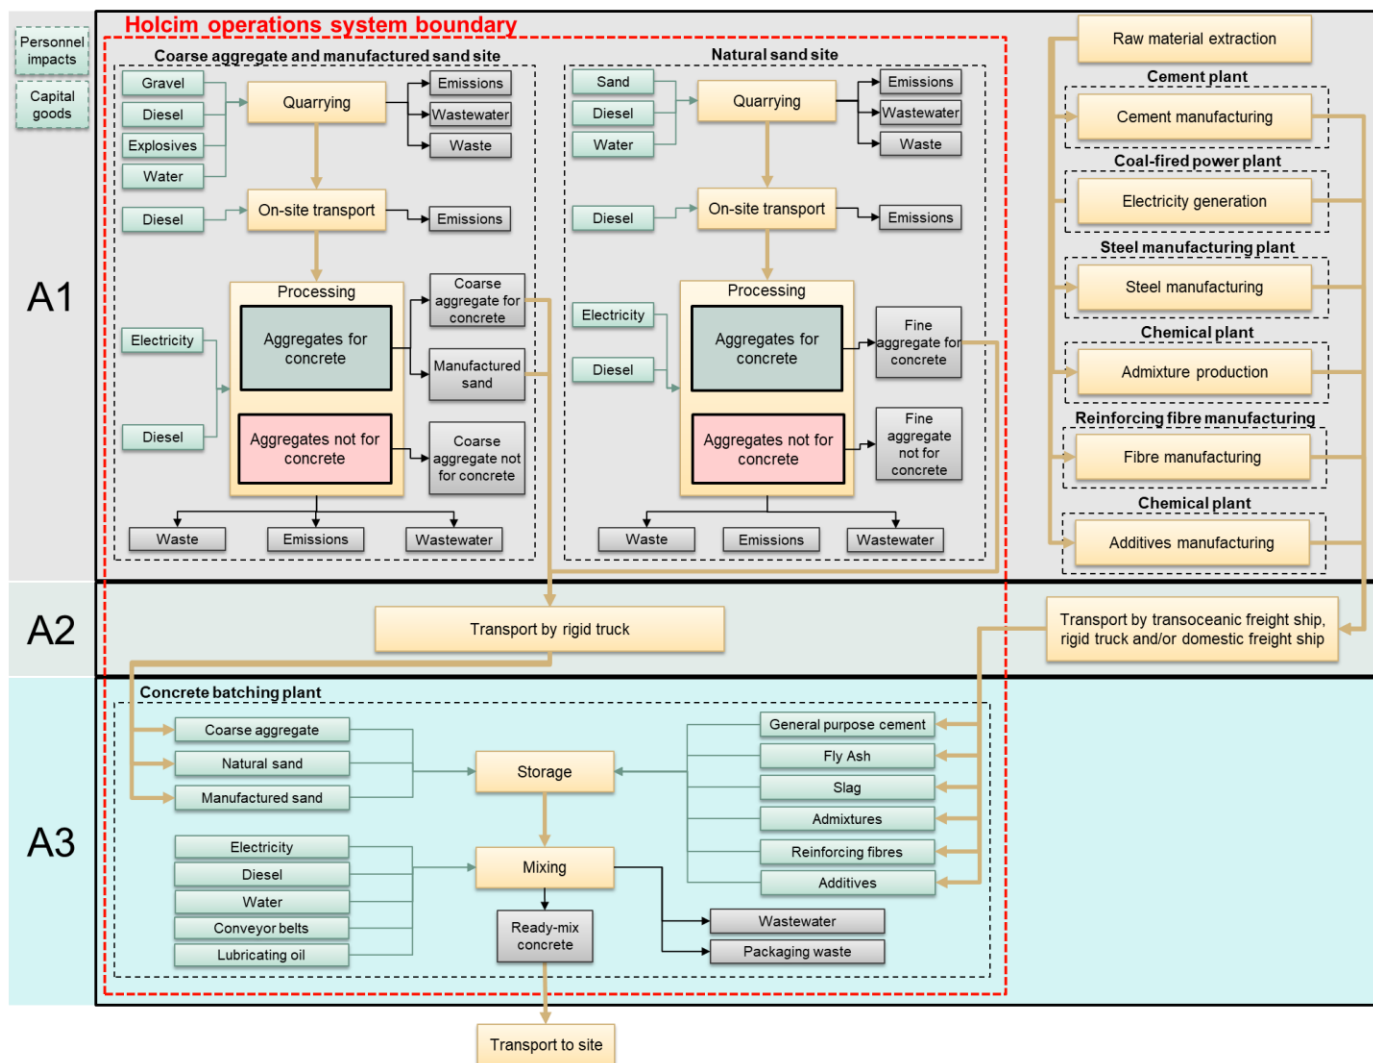 Holcim operations system boundary
Personnel
impacts
Capital
goods
A1
Coarse aggregate and manufactured sand site
Gravel
Diesel
Explosives
Water
Quarrying
Emissions
Wastewater
Waste
Diesel
On-site transport
Emissions
Electricity
Diesel
Processing
Aggregates for
concrete
Aggregates not for
concrete
Coarse
aggregate for
concrete
Manufactured
sand
Coarse
aggregate not
for concrete
Waste
Emissions
Wastewater
Natural sand site
Sand
Diesel
Water
Quarrying
Emissions
Wastewater
Waste
Diesel
On-site transport
Emissions
Electricity
Diesel
Processing
Aggregates for
concrete
Aggregates not for
concrete
Fine
aggregate for
concrete
Fine
aggregate not
for concrete
Waste
Emissions
Wastewater
Raw material extraction
Cement plant
Cement manufacturing
Coal-fired power plant
Electricity generation
Steel manufacturing plant
Steel manufacturing
Chemical plant
Admixture production
Reinforcing fibre manufacturing
Fibre manufacturing
Chemical plant
Additives manufacturing
A2
Transport by rigid truck
Transport by transoceanic freight ship,
rigid truck and/or domestic freight ship
A3
Concrete batching plant
Coarse aggregate
Natural sand
Manufactured sand
Electricity
Diesel
Water
Conveyor belts
Lubricating oil
Storage
Mixing
Ready-mix
concrete
General purpose cement
Fly Ash
Slag
Admixtures
Reinforcing fibres
Additives
Wastewater
Packaging waste
Transport to site